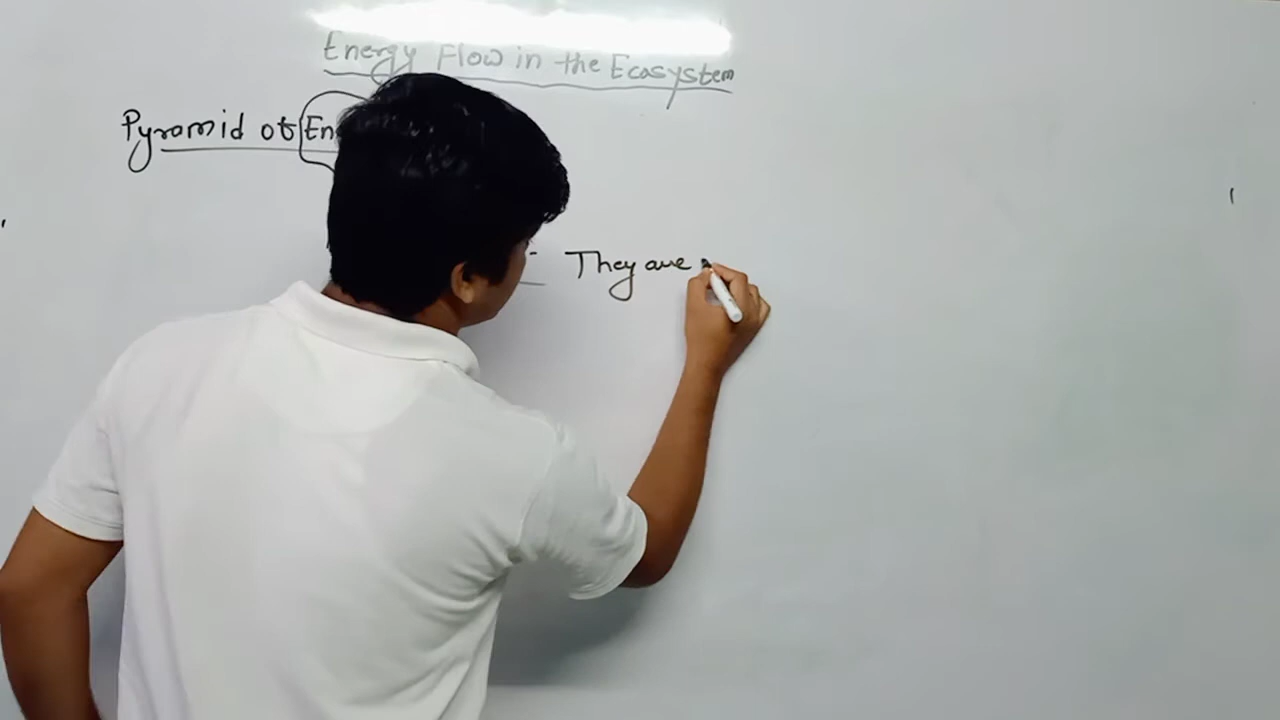 Energy Flow in the Ecosystem
Pyramid of En
They are